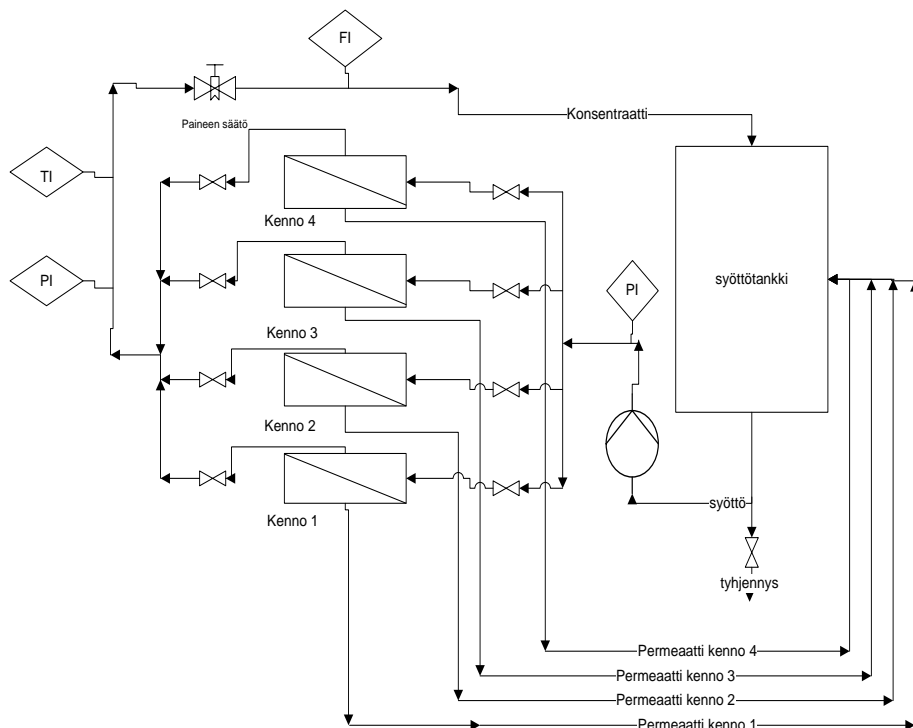 FI
Konsentraatti
Paineen säätö
TI
Kenno 4
PI
syöttötankki
PI
Kenno 3
Kenno 2
syöttö
Kenno 1
tyhjennys
Permeaatti kenno 4
Permeaatti kenno 3
Permeaatti kenno 2
Permeaatti kenno 1